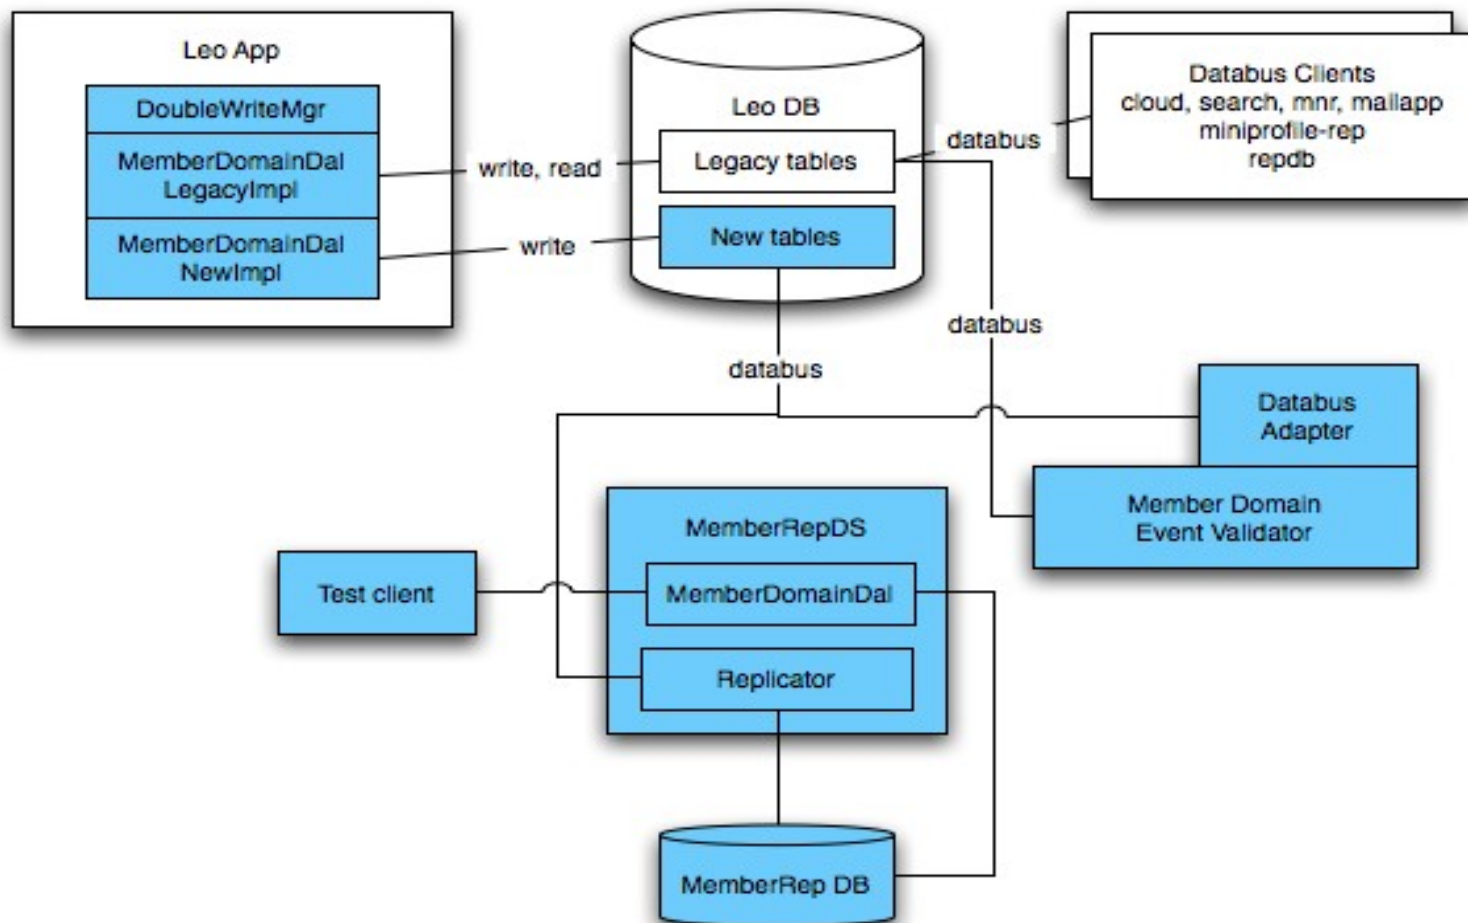 Leo App
DoubleWriteMgr
MemberDomainDal
LegacyImpl
MemberDomainDal
NewImpl
write, read
write
Leo DB
Legacy tables
New tables
databus
Databus Clients
cloud, search, mnr, mailapp
miniprofile-rep
repdb
databus
databus
Databus
Adapter
Member Domain
Event Validator
MemberRepDS
MemberDomainDal
Replicator
Test client
MemberRep DB